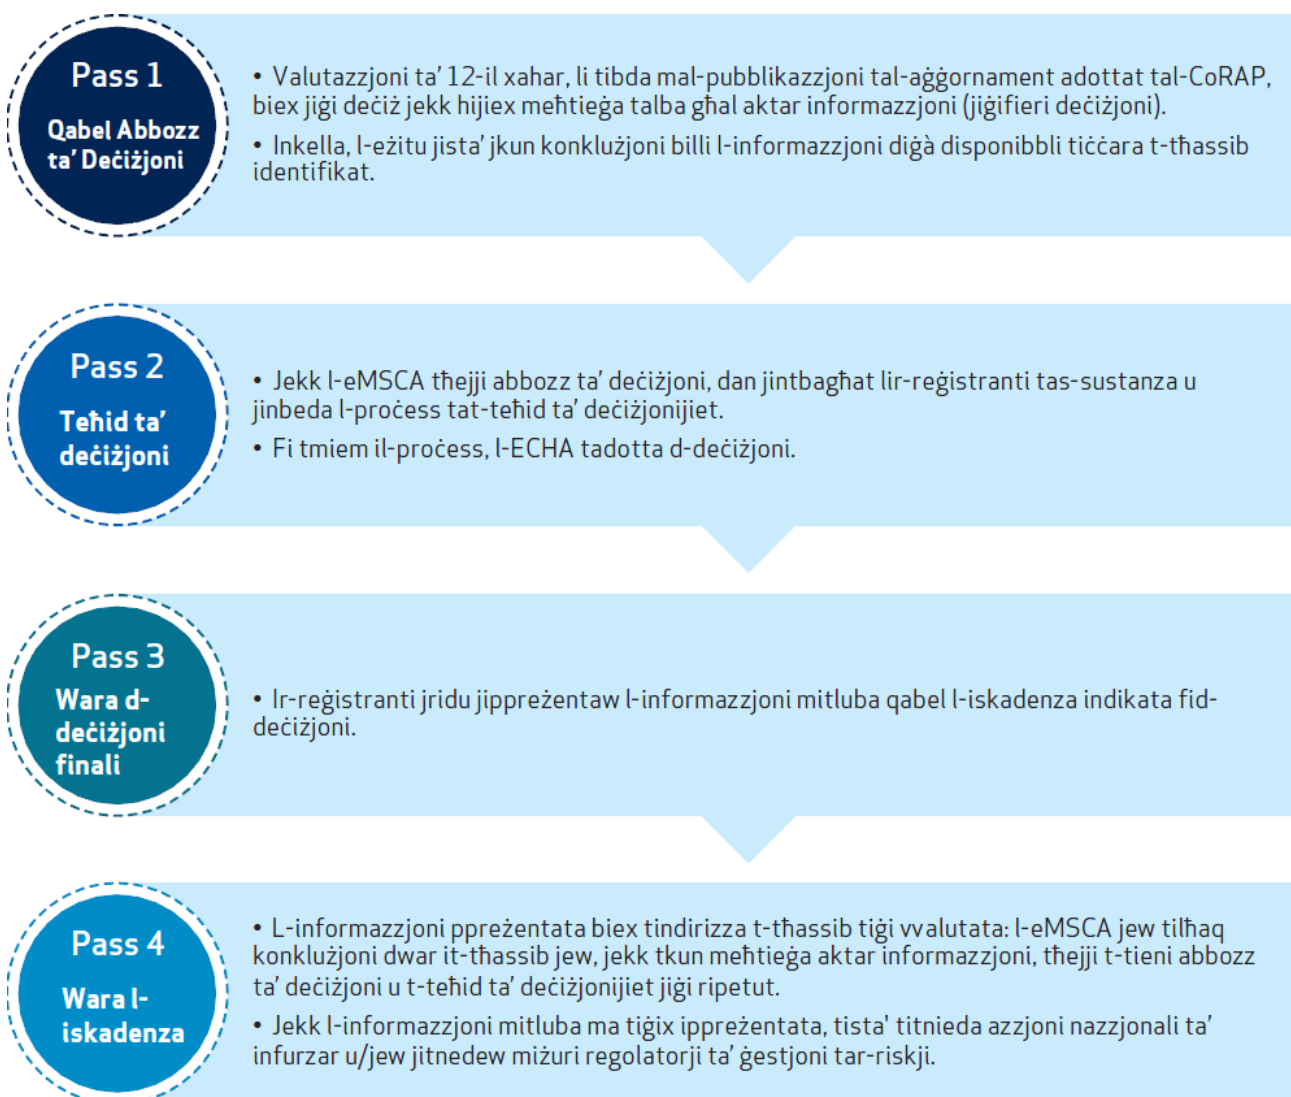 Pass 1
Qabel Abbozz
ta’ Deċiżjoni
• Valutazzjoni ta’ 12-il xahar, li tibda mal-pubblikazzjoni tal-aġġornament adottat tal-CoRAP,
biex jiġi deċiż jekk hijiex meħtieġa talba għal aktar informazzjoni (jiġifieri deċiżjoni).
• Inkella, l-eżitu jista’ jkun konklużjoni billi l-informazzjoni diġà disponibbli tiċċara t-tħassib
identifikat.
Pass 2
Teħid ta’
deċiżjoni
• Jekk l-eMSCA tħejji abbozz ta’ deċiżjoni, dan jintbagħat lir-reġistranti tas-sustanza u
jinbeda l-proċess tat-teħid ta’ deċiżjonijiet.
• Fi tmiem il-proċess, l-ECHA tadotta d-deċiżjoni.
Pass 3
Wara d-
deċiżjoni
finali
• Ir-reġistranti jridu jippreżentaw l-informazzjoni mitluba qabel l-iskadenza indikata fid-
deċiżjoni.
Pass 4
Wara l-
iskadenza
• L-informazzjoni ppreżentata biex tindirizza t-tħassib tiġi vvalutata: l-eMSCA jew tilħaq
konklużjoni dwar it-tħassib jew, jekk tkun meħtieġa aktar informazzjoni, tħejji t-tieni abbozz
ta’ deċiżjoni u t-teħid ta’ deċiżjonijiet jiġi ripetut.
• Jekk l-informazzjoni mitluba ma tiġix ippreżentata, tista' titnieda azzjoni nazzjonali ta’
infurzar u/jew jitnedew miżuri regolatorji ta’ ġestjoni tar-riskji.